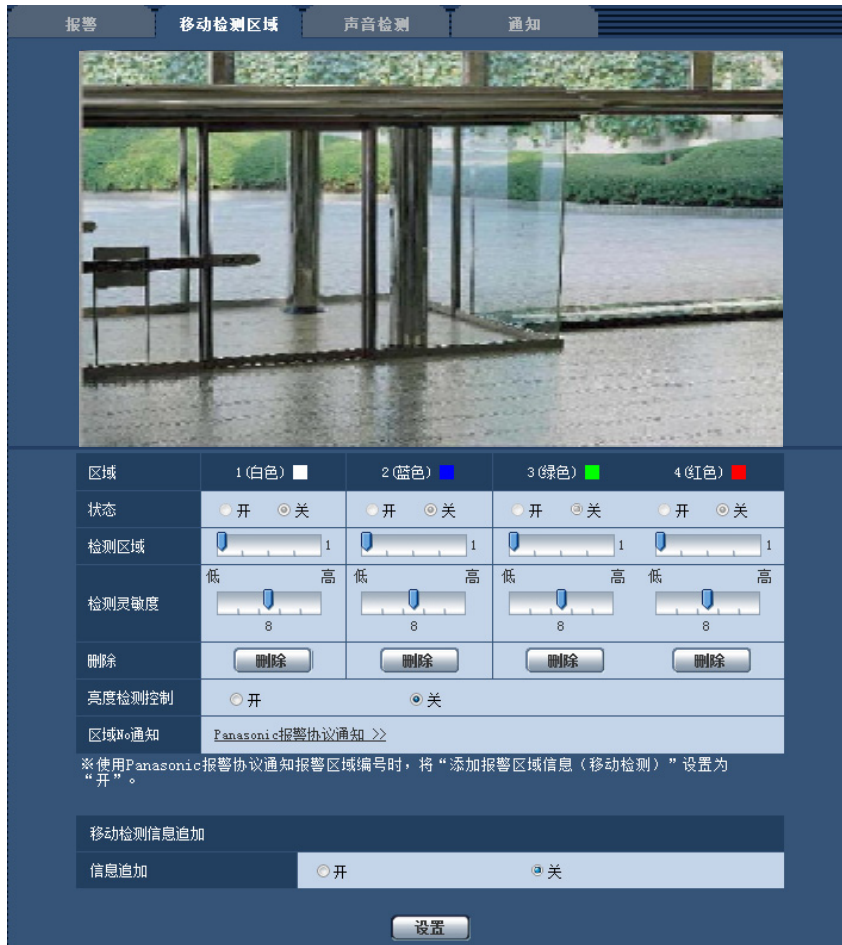 报警 移动检测区域 声音检测 通知
区域 1(白色) 2(蓝色) 3(绿色) 4(红色)
状态 开 关 开 关 开 关 开 关
检测区域 1 1 1 1
低 高 低 高 低 高 低 高
检测灵敏度
8 8 8 8
删除 删除 删除 删除 删除
亮度检测控制 开 关
区域No通知 Panasonic报警协议通知 >>
※使用Panasonic报警协议通知报警区域编号时，将“添加报警区域信息（移动检测）”设置为
“开”。
移动检测信息追加
信息追加 开 关
设置